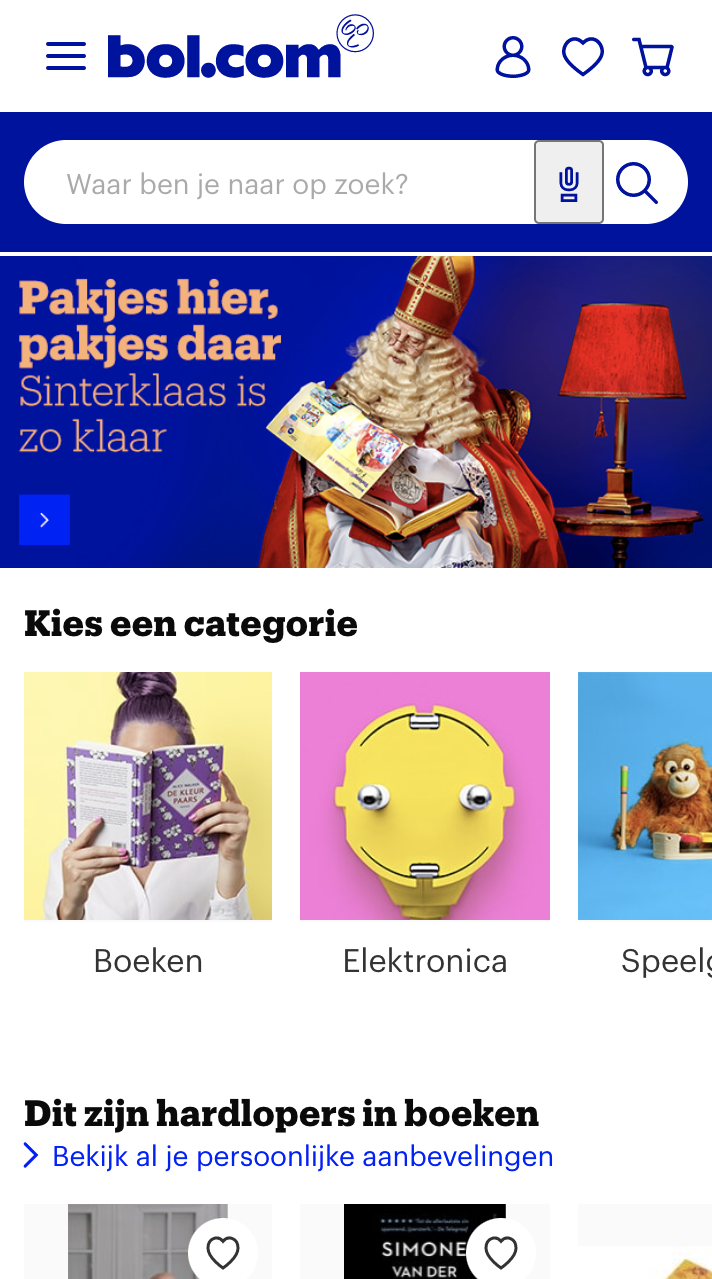 bol.com
Waar ben je naar op zoek?
Pakjes hier,
pakjes daar
Sinterklaas is
zo klaar
Kies een categorie
ALICE WALKER
DE KLEUR
PAARS
Boeken
Elektronica
Speelg
Dit zijn hardlopers in boeken
Bekijk al je persoonlijke aanbevelingen
SIMONE
VAN DER